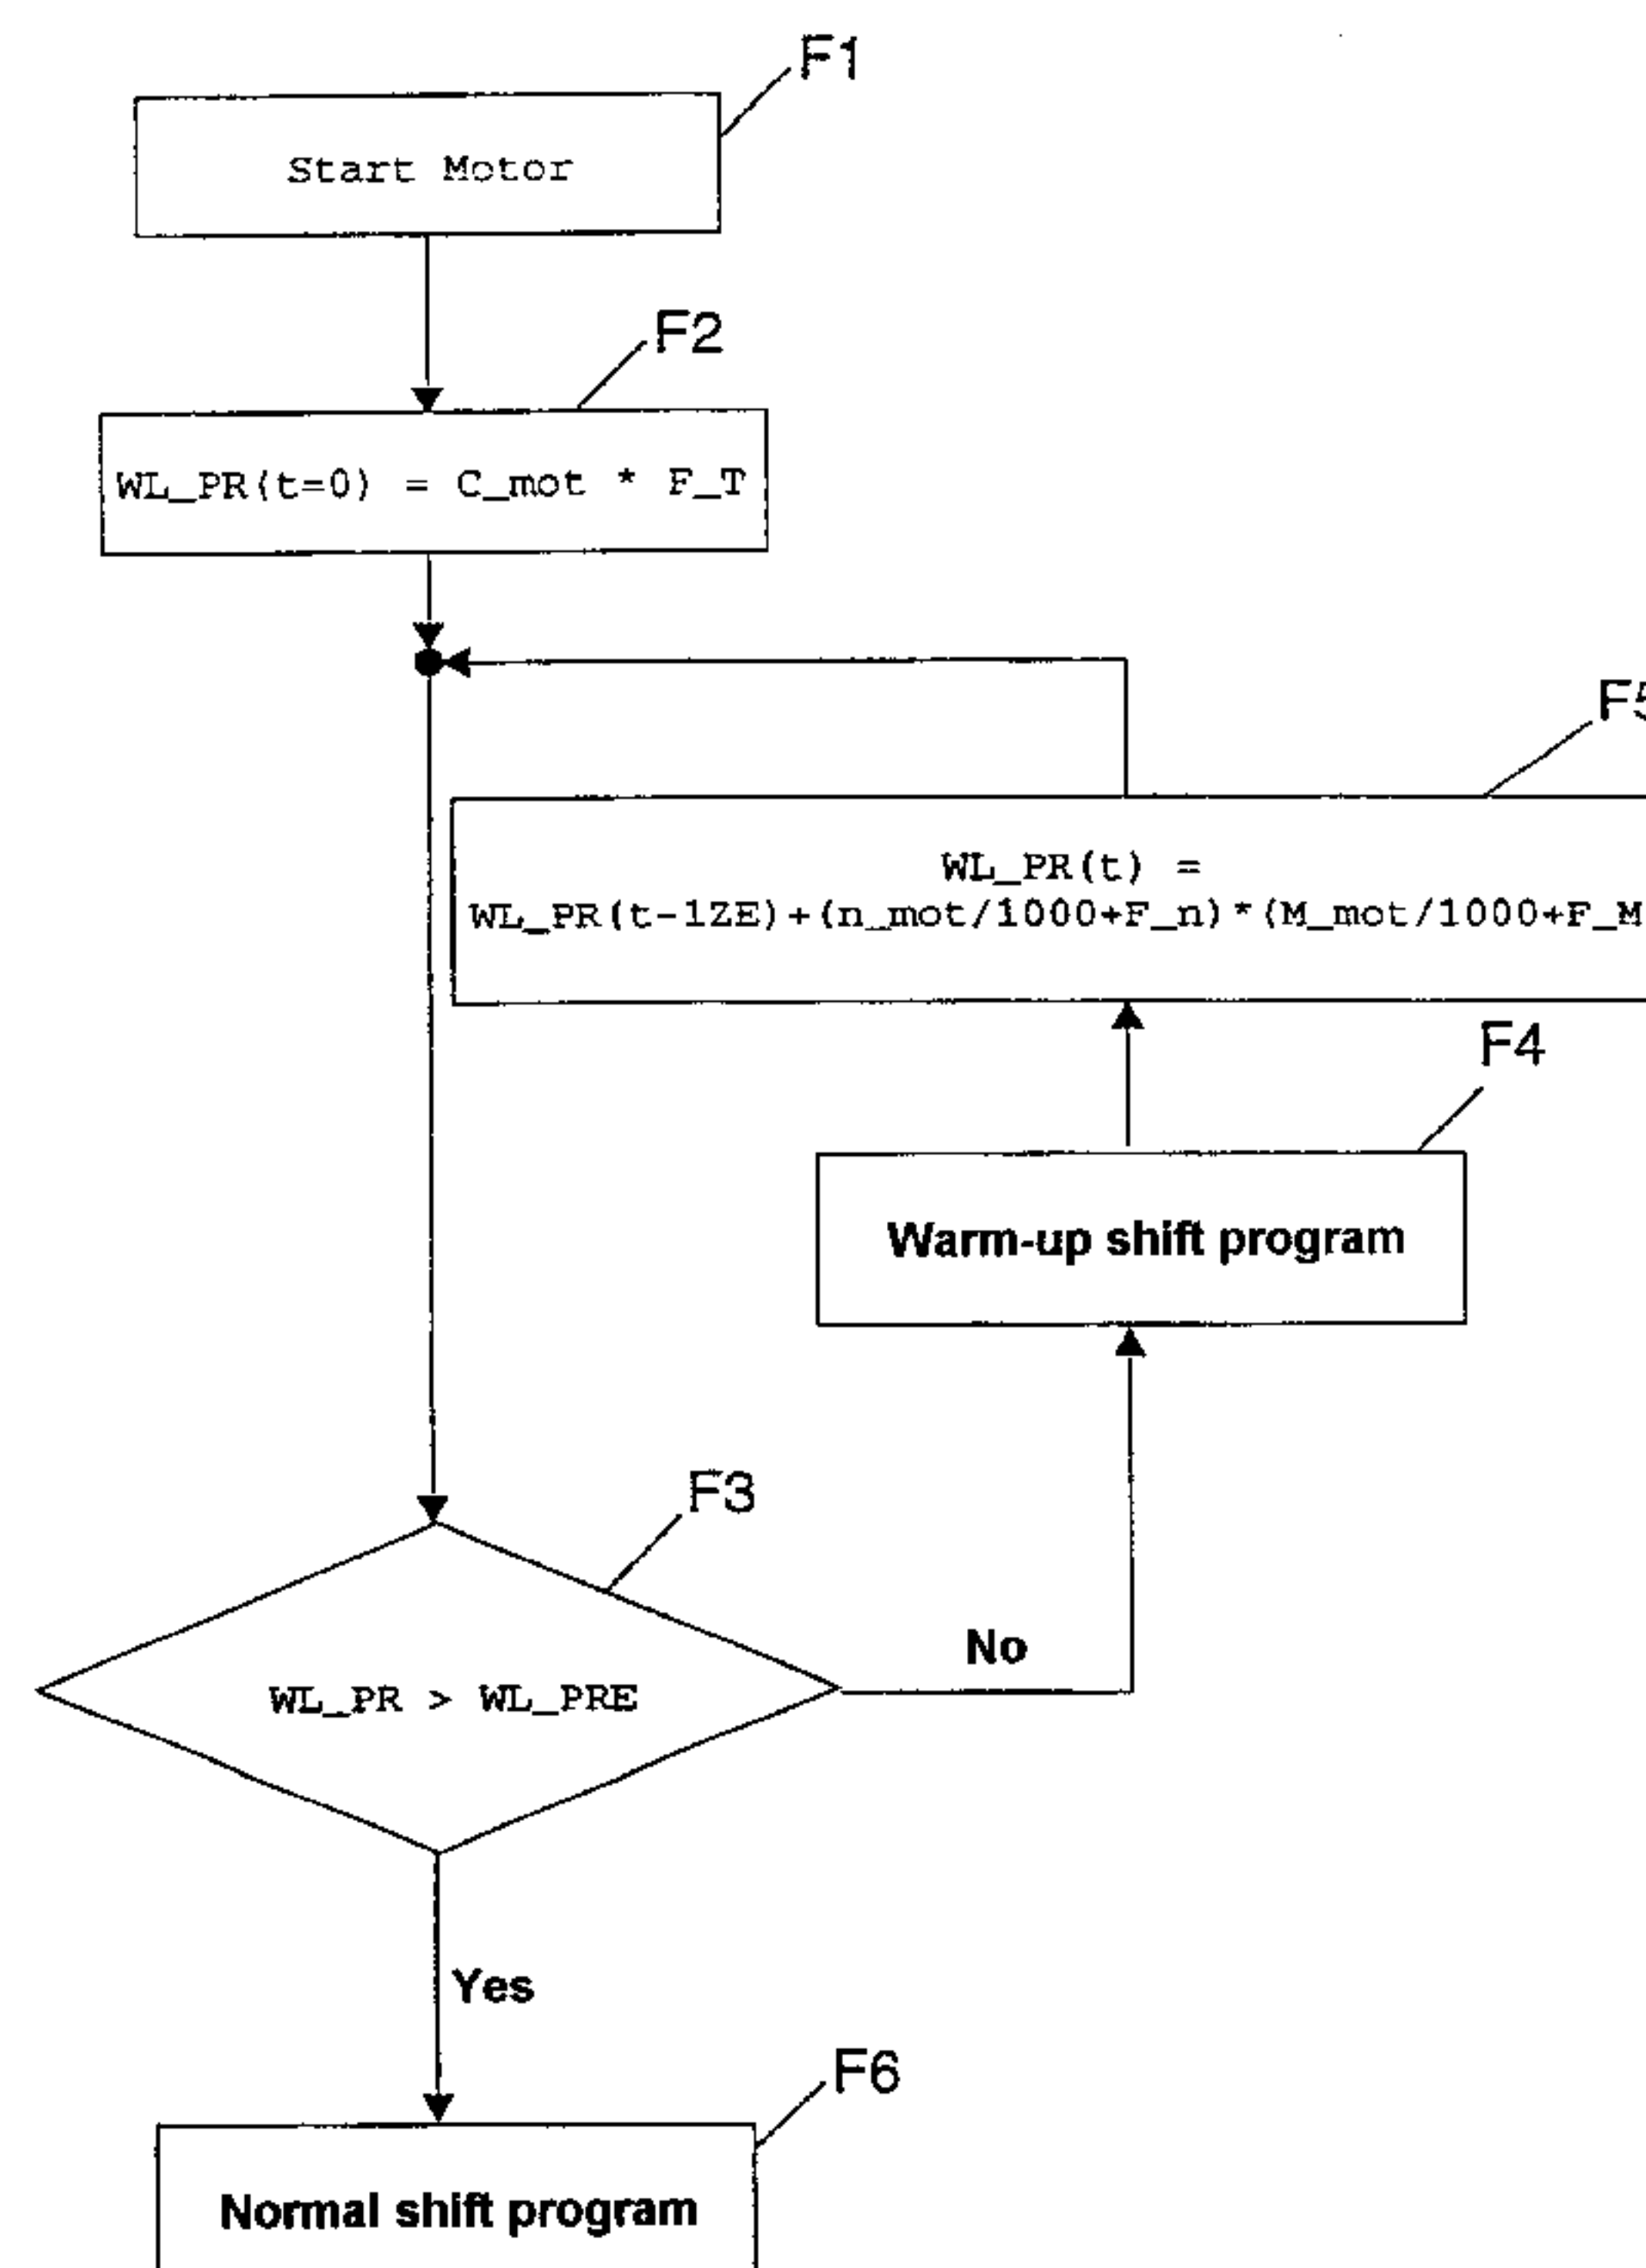 F1
Start Motor
F2
WL_PR(t=0) = C_mot * F_T
F5
WL_PR(t) =
WL_PR(t-1ZE)+(n_mot/1000+F_n)*(M_mot/1000+F_M
F4
Warm-up shift program
F3
WL_PR > WL_PRE
No
Yes
F6
Normal shift program